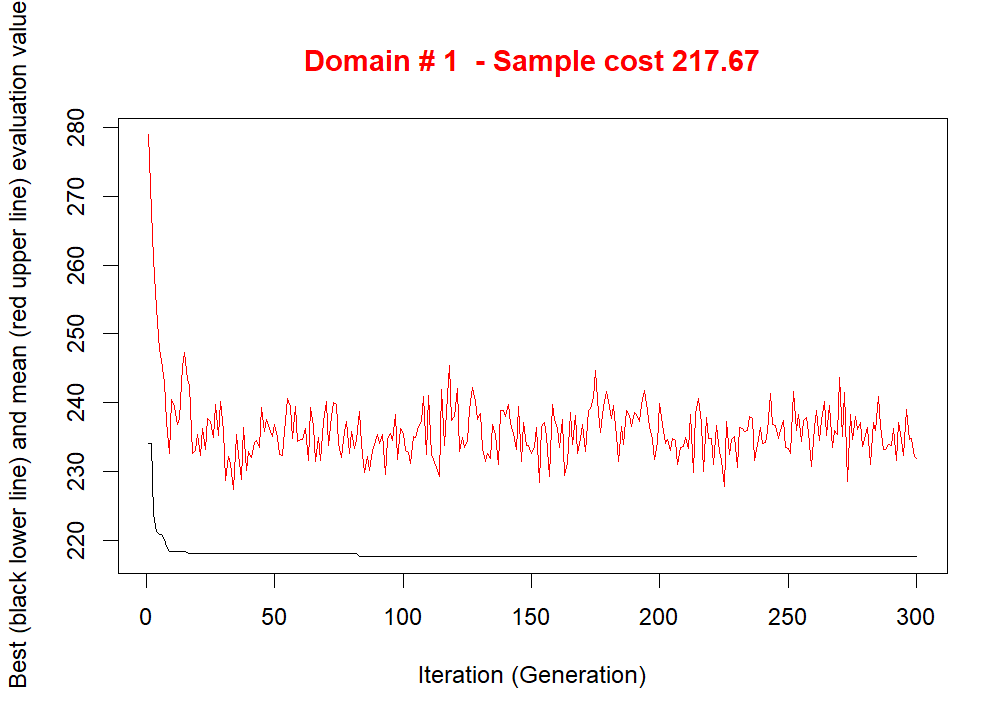 Domain # 1  - Sample cost 217.67
Best (black lower line) and mean (red upper line) evaluation value
280
270
260
250
240
230
220
0 50 100 150 200 250 300
Iteration (Generation)